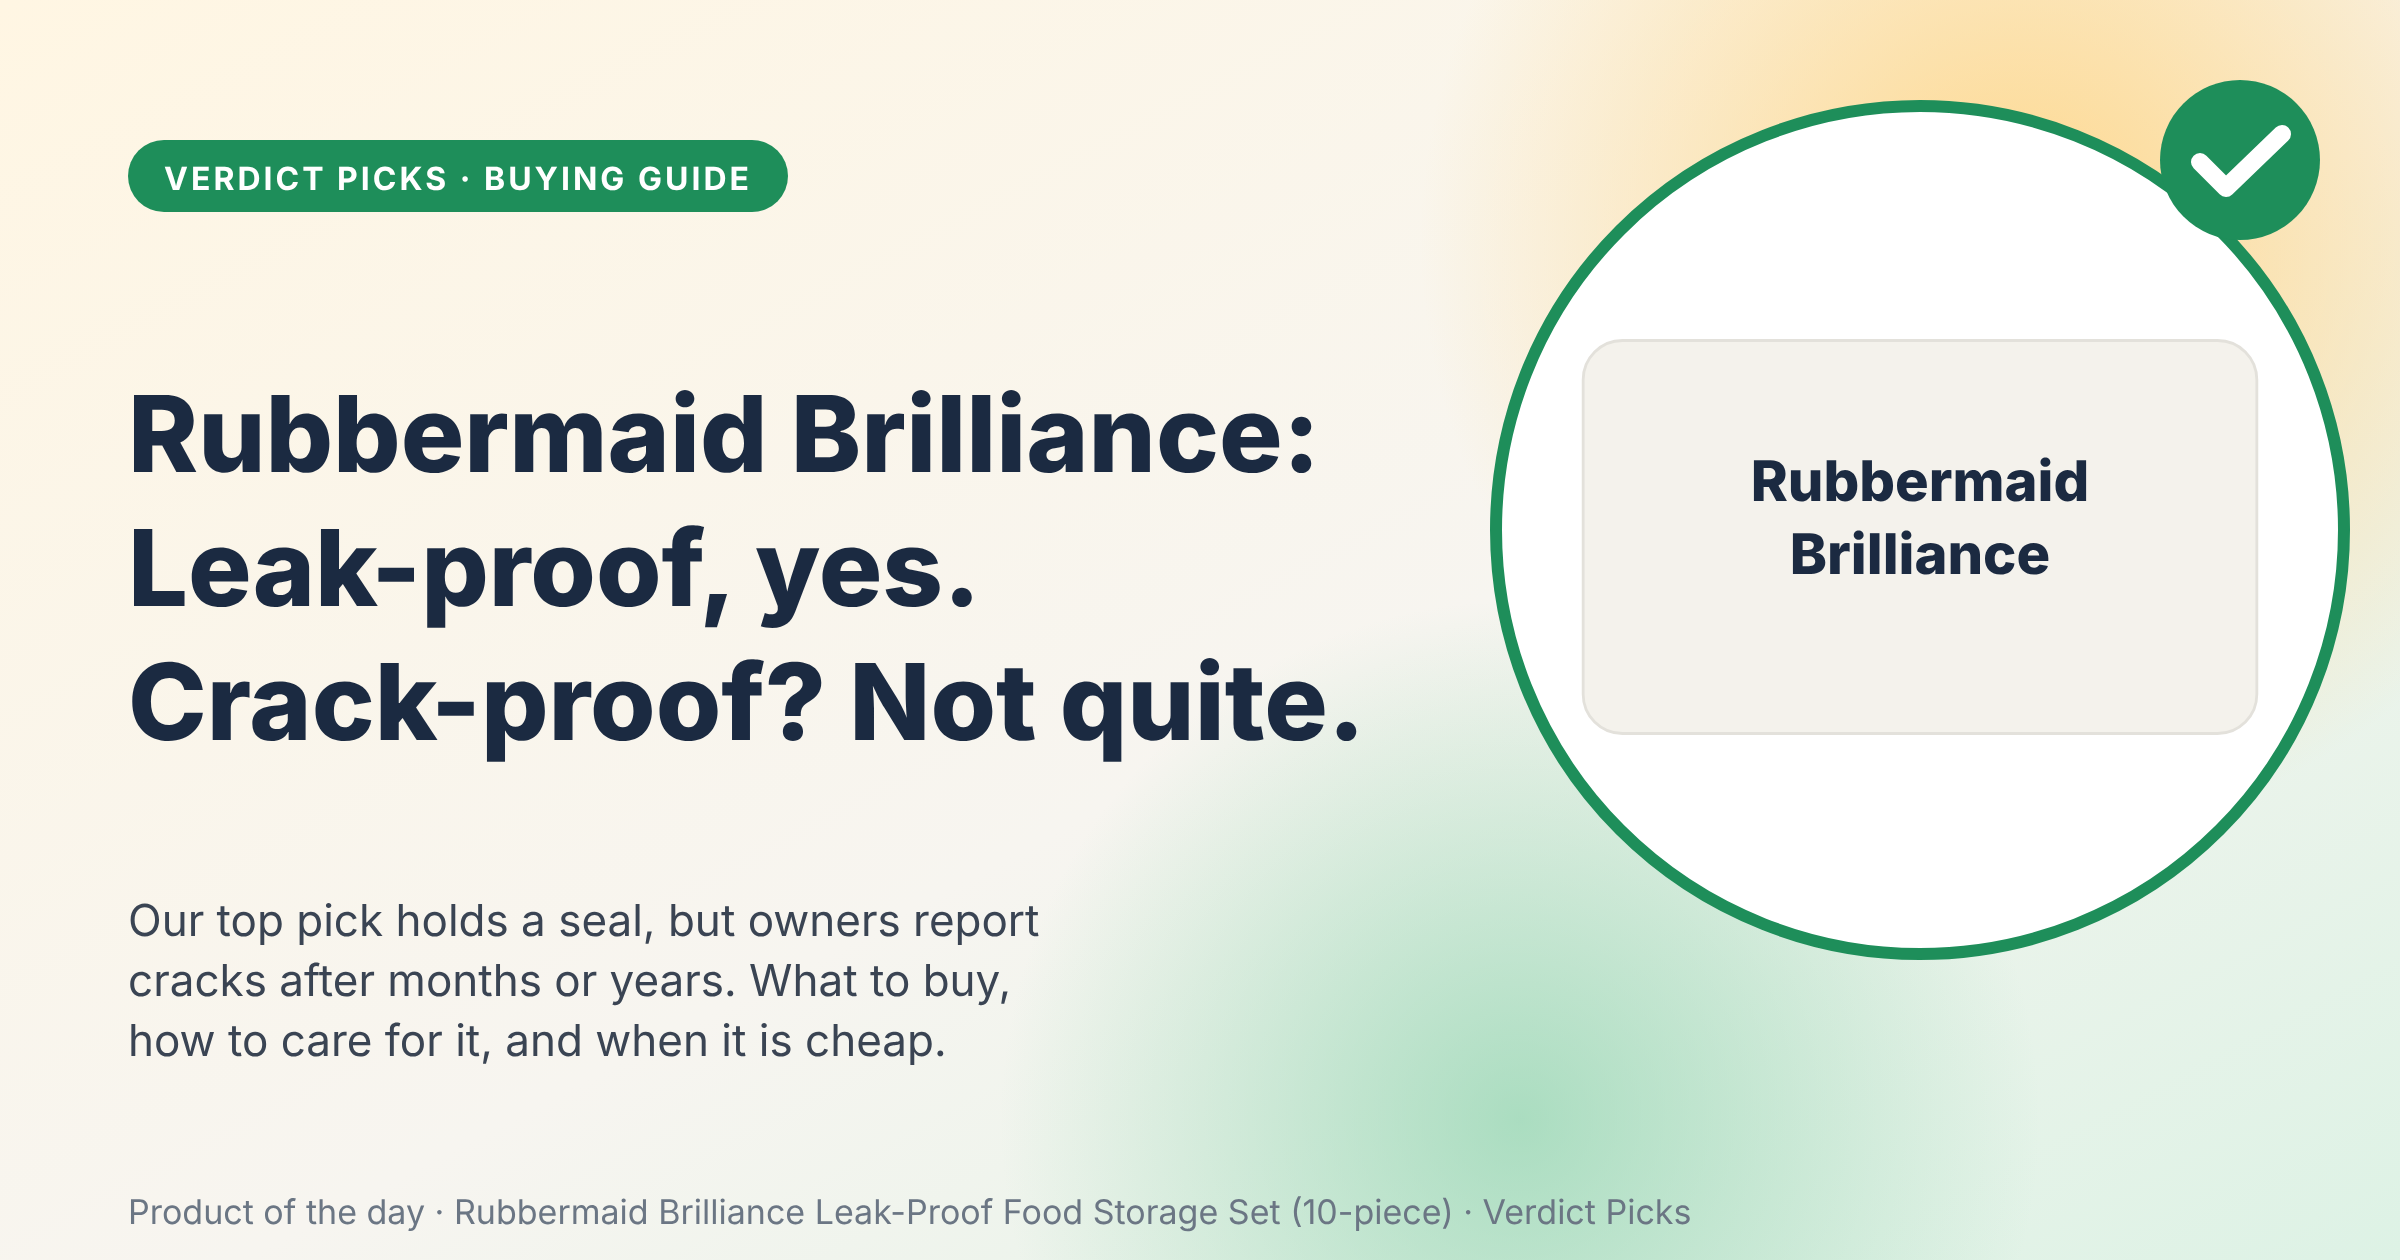 VERDICT PICKS · BUYING GUIDE
Rubbermaid Brilliance:
Leak-proof, yes.
Crack-proof? Not quite.
Our top pick holds a seal, but owners report
cracks after months or years. What to buy,
how to care for it, and when it is cheap.
Rubbermaid
Brilliance
Product of the day · Rubbermaid Brilliance Leak-Proof Food Storage Set (10-piece) · Verdict Picks